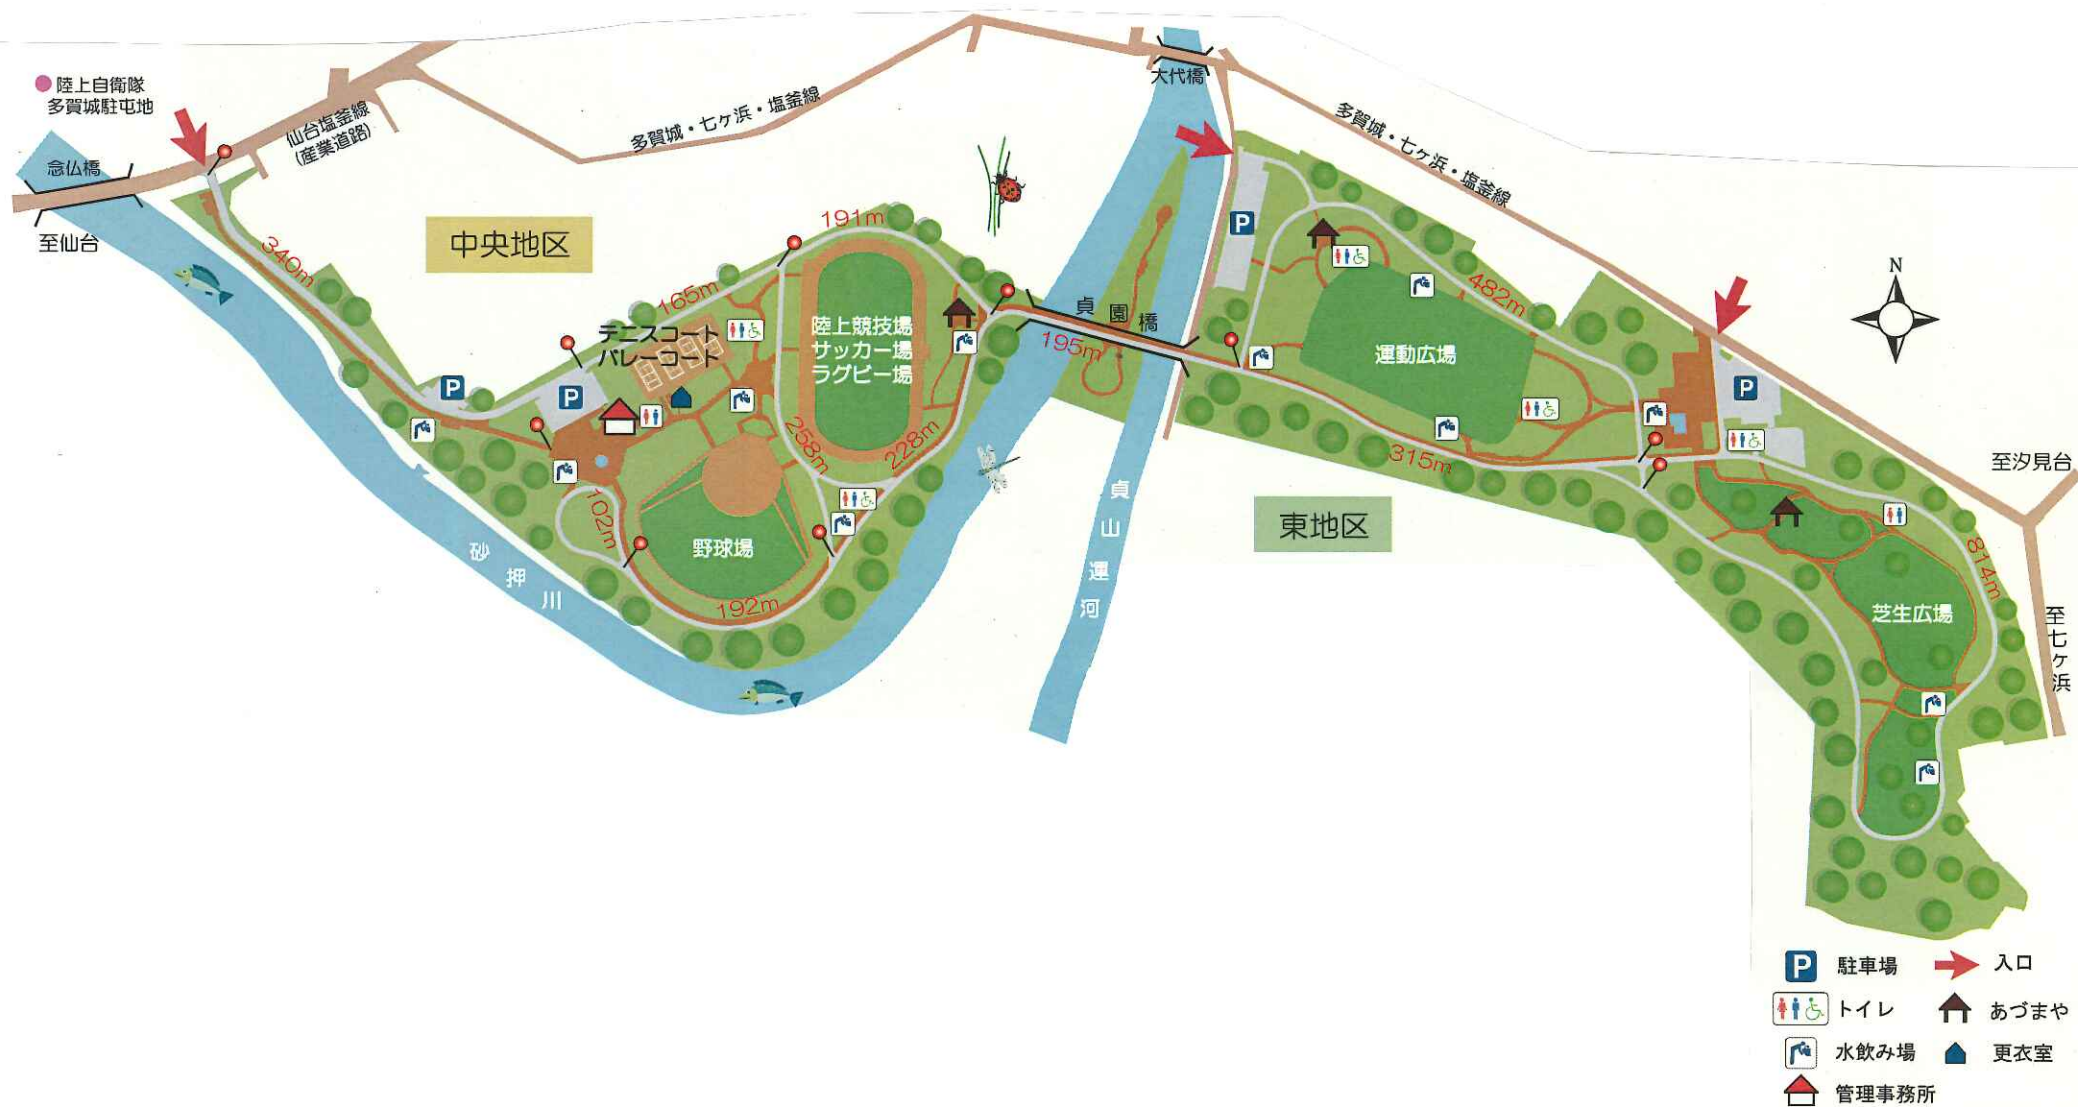 陸上自衛隊
多賀城駐屯地
念仏橋
至仙台
仙台塩釜線
(産業道路)
多賀城・七ヶ浜・塩釜線
大代橋
多賀城・七ヶ浜・塩釜線
中央地区
340m
165m
191m
テニスコート
バレーコート
陸上競技場
サッカー場
ラグビー場
P
P
258m
228m
102m
野球場
192m
砂押川
貞園橋
195m
貞山運河
P
482m
運動広場
315m
東地区
N
P
至汐見台
814m
芝生広場
至七ヶ浜
P 駐車場
入口
トイレ
あづまや
水飲み場
更衣室
管理事務所